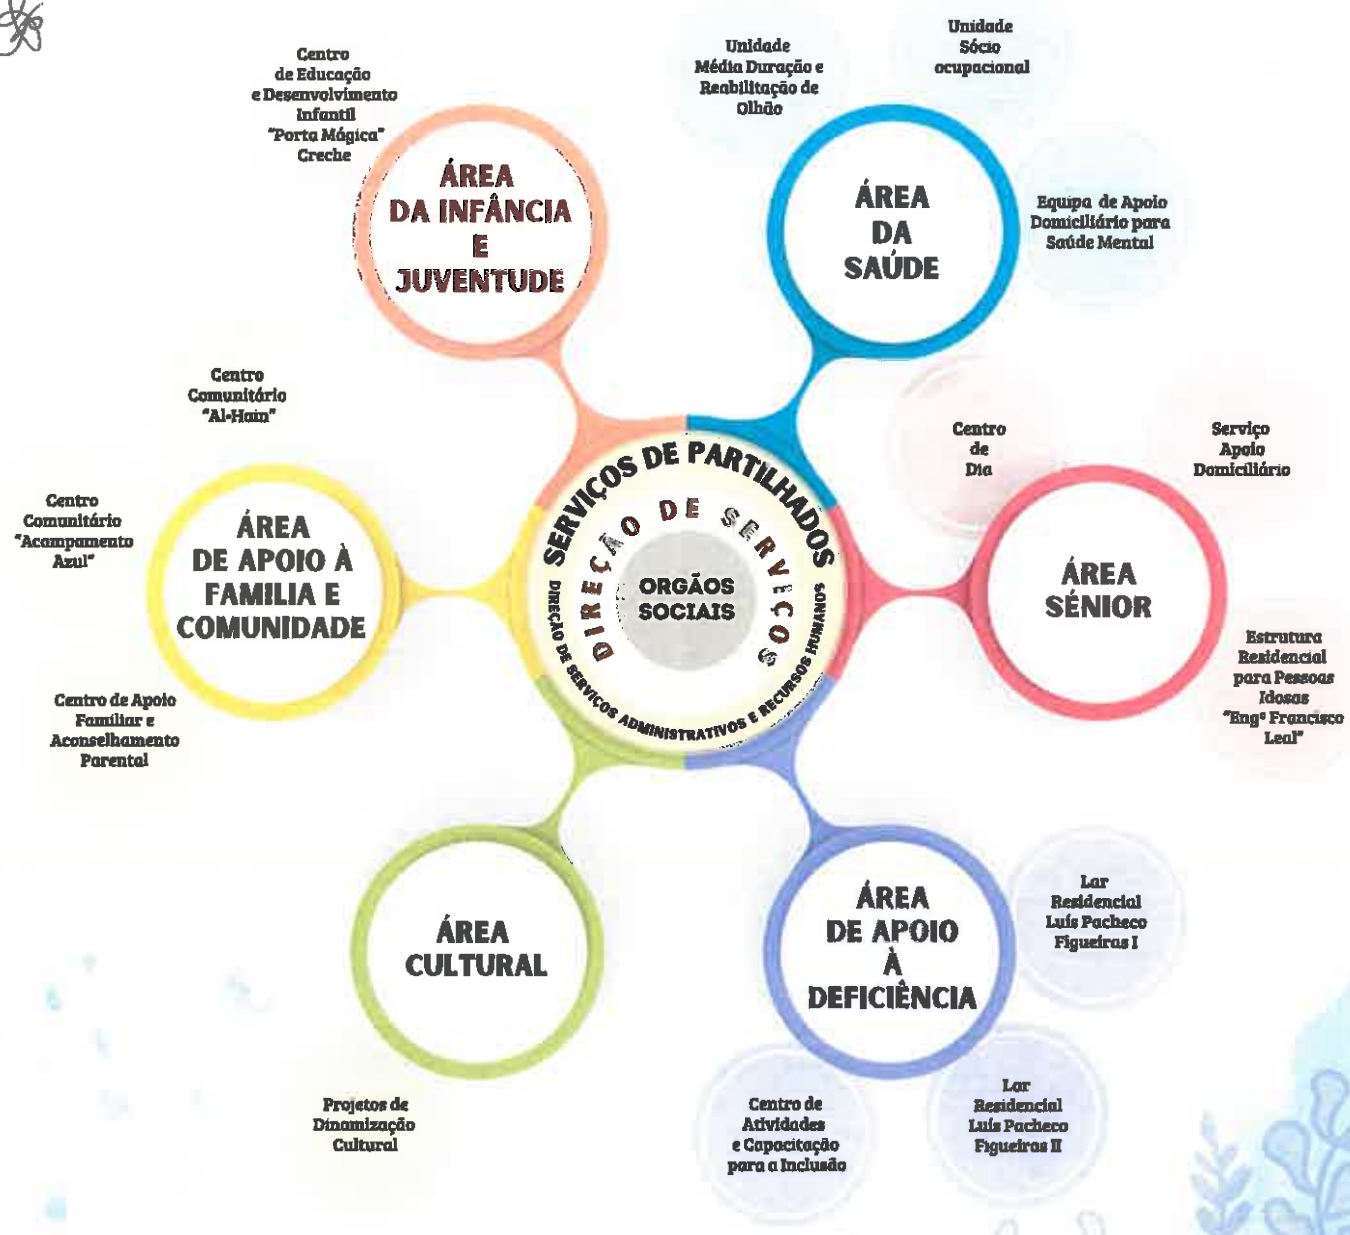 Centro
de Educação
e Desenvolvimento
Infantil
"Porta Mágica"
Creche
ÁREA
DA INFÂNCIA
E
JUVENTUDE
Unidade
Média Duração e
Reabilitação de
Olhão
Unidade
Sócio
ocupacional
ÁREA
DA
SAÚDE
Equipa de Apoio
Domiciliário para
Saúde Mental
Centro
Comunitário
"Al-Hain"
Centro
Comunitário
"Acampamento
Azul"
ÁREA
DE APOIO À
FAMILIA E
COMUNIDADE
Centro de Apoio
Familiar e
Aconselhamento
Parental
SERVIÇOS DE PARTILHADOS
DIREÇÃO DE SERVIÇOS
ORGÃOS
SOCIAIS
DIREÇÃO DE SERVIÇOS ADMINISTRATIVOS E RECURSOS HUMANOS
Centro
de
Dia
Serviço
Apoio
Domiciliário
ÁREA
SÉNIOR
Estrutura
Residencial
para Pessoas
Idosas
"Engº Francisco
Leal"
ÁREA
CULTURAL
Projetos de
Dinamização
Cultural
ÁREA
DE APOIO
À
DEFICIÊNCIA
Lar
Residencial
Luís Pacheco
Figueiras I
Lar
Residencial
Luís Pacheco
Figueiras II
Centro de
Atividades
e Capacitação
para a Inclusão